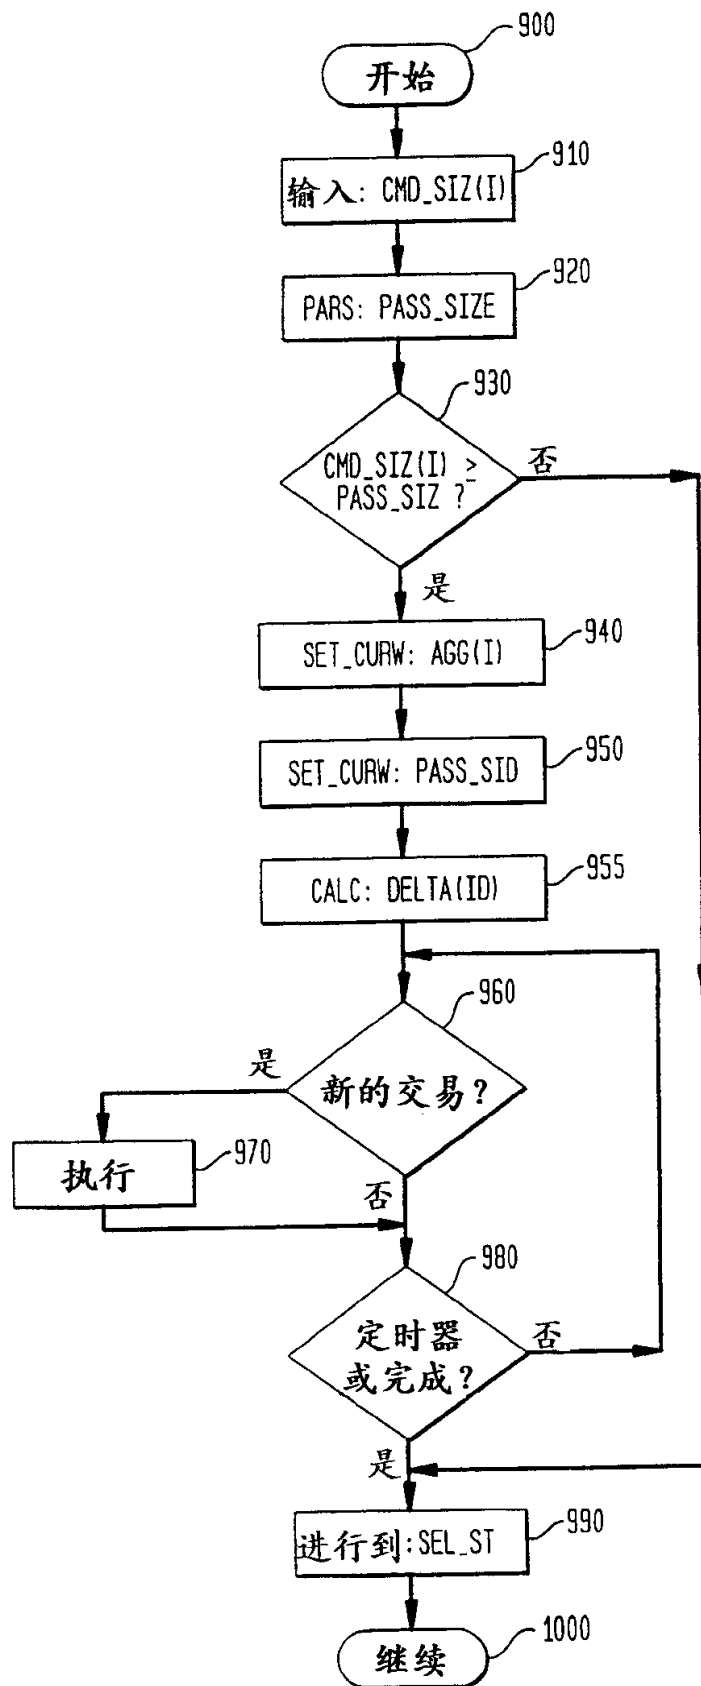 900
开始
910
输入: CMD_SIZ(I)
920
PARS: PASS_SIZE
930
CMD_SIZ(I) ≥
PASS_SIZ ?
否
是
940
SET_CURW: AGG(I)
950
SET_CURW: PASS_SID
955
CALC: DELTA(ID)
960
是
新的交易?
970
执行
否
980
定时器
或完成?
否
是
990
进行到:SEL_ST
1000
继续